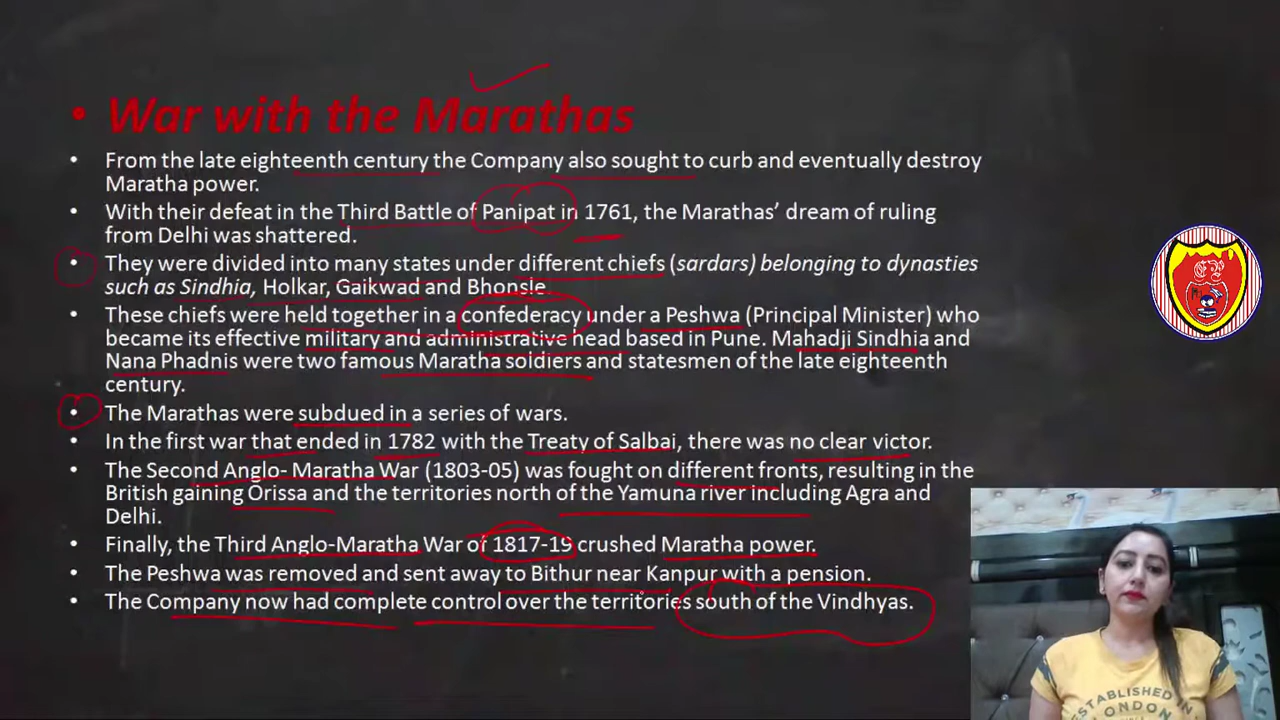 • War with the Marathas
• From the late eighteenth century the Company also sought to curb and eventually destroy
Maratha power.
• With their defeat in the Third Battle of Panipat in 1761, the Marathas’ dream of ruling
from Delhi was shattered.
• They were divided into many states under different chiefs (sardars) belonging to dynasties
such as Sindhia, Holkar, Gaikwad and Bhonsle.
• These chiefs were held together in a confederacy under a Peshwa (Principal Minister) who
became its effective military and administrative head based in Pune. Mahadji Sindhia and
Nana Phadnis were two famous Maratha soldiers and statesmen of the late eighteenth
century.
• The Marathas were subdued in a series of wars.
• In the first war that ended in 1782 with the Treaty of Salbai, there was no clear victor.
• The Second Anglo- Maratha War (1803-05) was fought on different fronts, resulting in the
British gaining Orissa and the territories north of the Yamuna river including Agra and
Delhi.
• Finally, the Third Anglo-Maratha War of 1817-19 crushed Maratha power.
• The Peshwa was removed and sent away to Bithur near Kanpur with a pension.
• The Company now had complete control over the territories south of the Vindhyas.
ESTABLISHED IN
LONDON